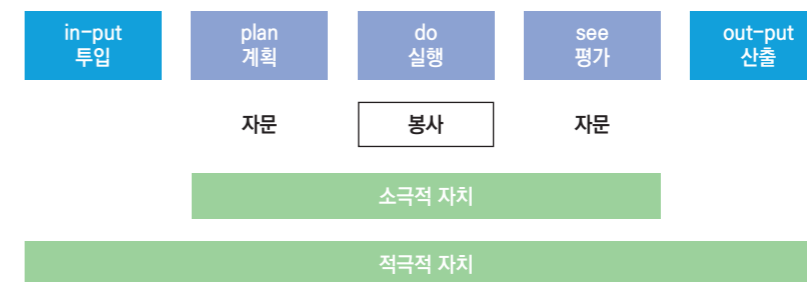 in-put plan do see out-put
투입 계획 실행 평가 산출
자문 봉사 자문
소극적 자치
적극적 자치